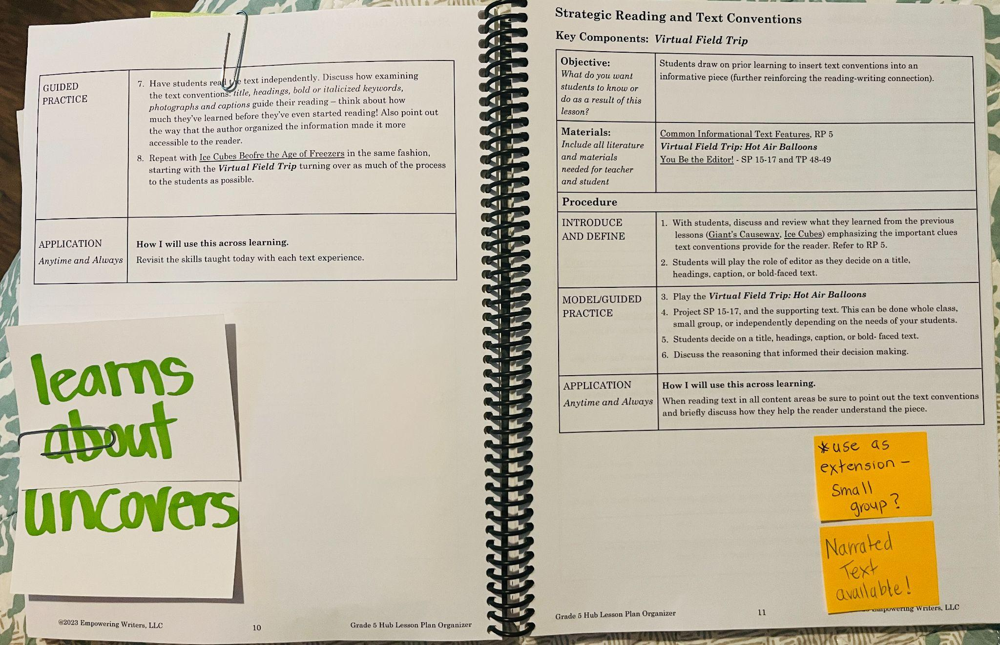 GUIDED
PRACTICE
7. Have students read the text independently. Discuss how examining
the text conventions: title, headings, bold or italicized keywords,
photographs and captions guide their reading – think about how
much they've learned before they've even started reading! Also point out
the way that the author organized the information made it more
accessible to the reader.
8. Repeat with Ice Cubes Beofre the Age of Freezers in the same fashion,
starting with the Virtual Field Trip turning over as much of the process
to the students as possible.
APPLICATION
Anytime and Always
How I will use this across learning.
Revisit the skills taught today with each text experience.
learns
about
uncovers
@2023 Empowering Writers, LLC
10
Grade 5 Hub Lesson Plan Organizer
Strategic Reading and Text Conventions
Key Components: Virtual Field Trip
Objective:
What do you want
students to know or
do as a result of this
lesson?
Students draw on prior learning to insert text conventions into an
informative piece (further reinforcing the reading-writing connection).
Materials:
Include all literature
and materials
needed for teacher
and student
Common Informational Text Features, RP 5
Virtual Field Trip: Hot Air Balloons
You Be the Editor! - SP 15-17 and TP 48-49
Procedure
INTRODUCE
AND DEFINE
1. With students, discuss and review what they learned from the previous
lessons (Giant's Causeway, Ice Cubes) emphasizing the important clues
text conventions provide for the reader. Refer to RP 5.
2. Students will play the role of editor as they decide on a title,
headings, caption, or bold-faced text.
MODEL/GUIDED
PRACTICE
3. Play the Virtual Field Trip: Hot Air Balloons
4. Project SP 15-17, and the supporting text. This can be done whole class,
small group, or independently depending on the needs of your students.
5. Students decide on a title, headings, caption, or bold- faced text.
6. Discuss the reasoning that informed their decision making.
APPLICATION
Anytime and Always
How I will use this across learning.
When reading text in all content areas be sure to point out the text conventions
and briefly discuss how they help the reader understand the piece.
*use as
extension –
Small
group?
Narrated
Text
available!
Grade 5 Hub Lesson Plan Organizer
11
Empowering Writers, LLC